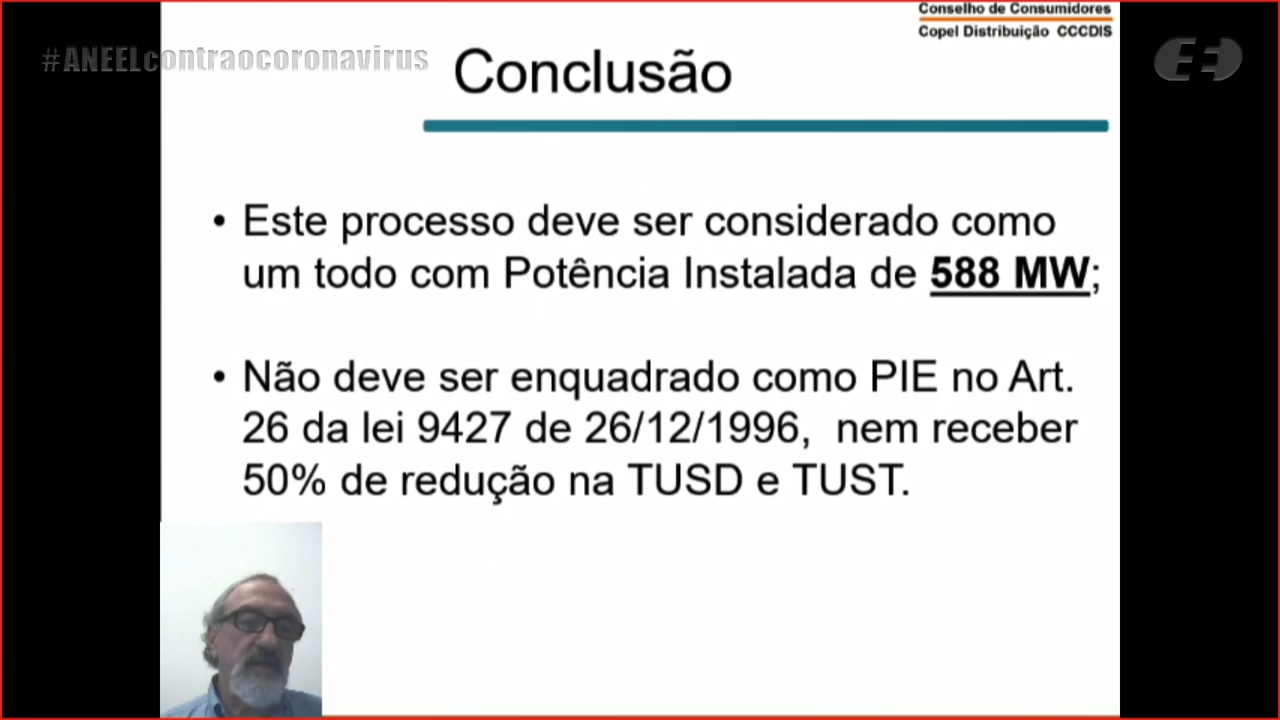 Conselho de Consumidores
Copel Distribuição CCCDIS
#ANEELcontraocoronavirus
Conclusão
• Este processo deve ser considerado como
um todo com Potência Instalada de 588 MW;
• Não deve ser enquadrado como PIE no Art.
26 da lei 9427 de 26/12/1996, nem receber
50% de redução na TUSD e TUST.